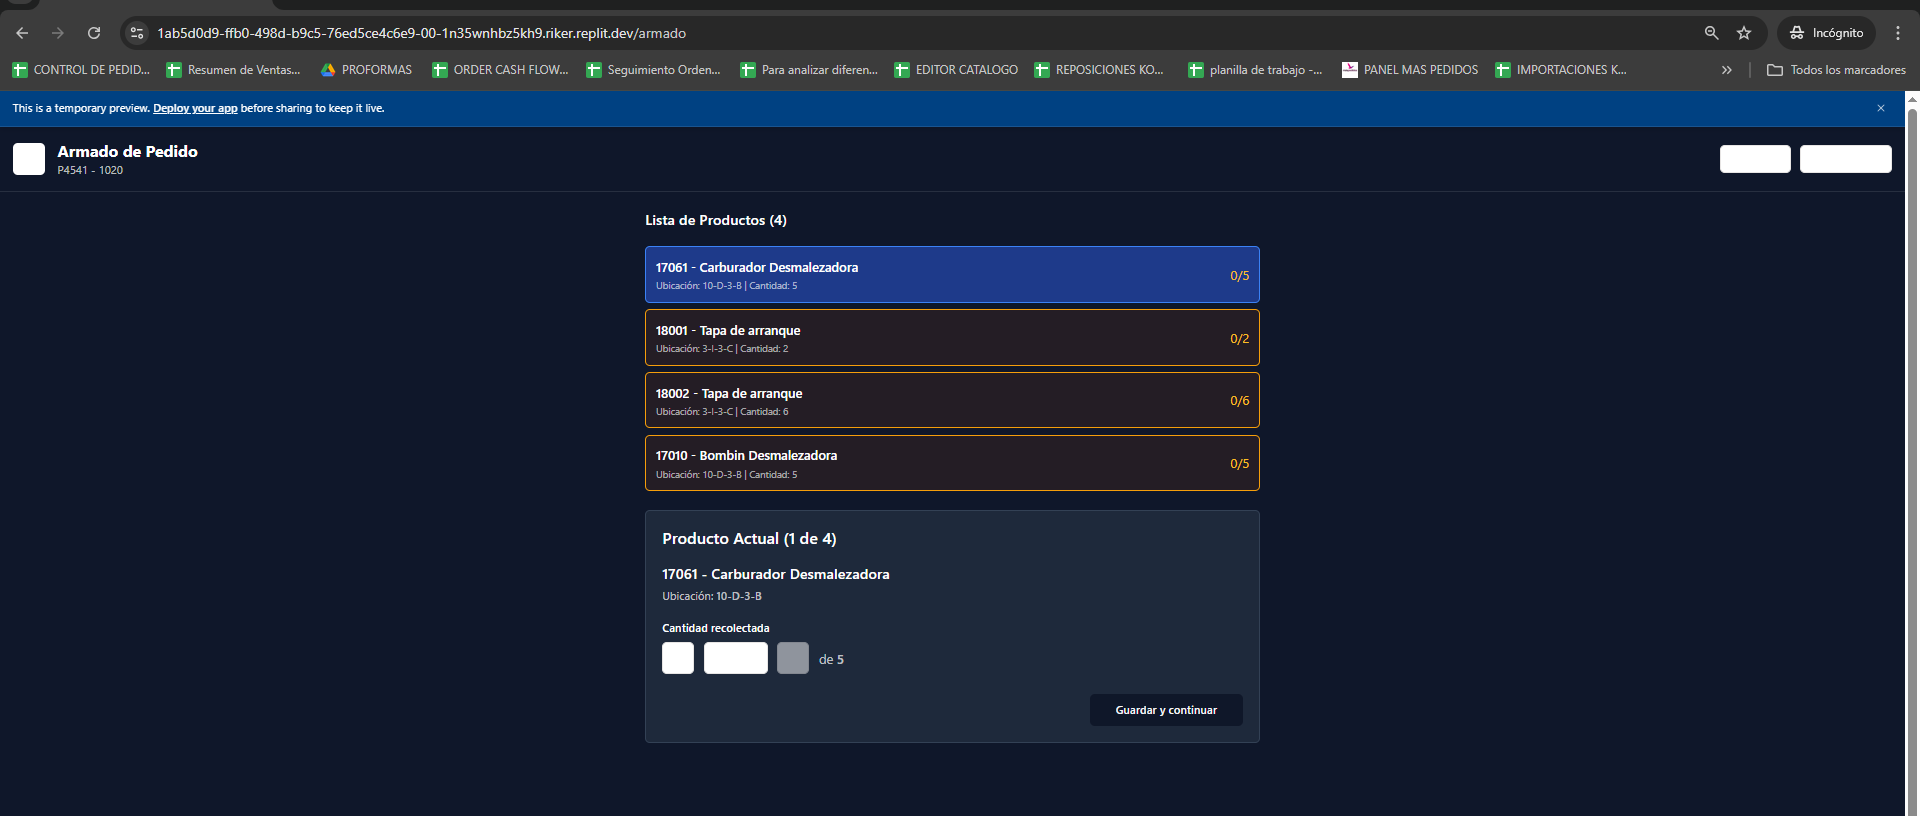 1ab5d0d9-ffb0-498d-b9c5-76ed5ce4c6e9-00-1n35wnhbz5kh9.riker.replit.dev/armado
Incógnito
CONTROL DE PEDID...
Resumen de Ventas...
PROFORMAS
ORDER CASH FLOW...
Seguimiento Orden...
Para analizar diferen...
EDITOR CATALOGO
REPOSICIONES KO...
planilla de trabajo -...
PANEL MAS PEDIDOS
IMPORTACIONES K...
Todos los marcadores
This is a temporary preview. Deploy your app before sharing to keep it live.
Armado de Pedido
P4541 - 1020
Lista de Productos (4)
17061 - Carburador Desmalezadora
Ubicación: 10-D-3-B | Cantidad: 5
0/5
18001 - Tapa de arranque
Ubicación: 3-I-3-C | Cantidad: 2
0/2
18002 - Tapa de arranque
Ubicación: 3-I-3-C | Cantidad: 6
0/6
17010 - Bombin Desmalezadora
Ubicación: 10-D-3-B | Cantidad: 5
0/5
Producto Actual (1 de 4)
17061 - Carburador Desmalezadora
Ubicación: 10-D-3-B
Cantidad recolectada
de 5
Guardar y continuar